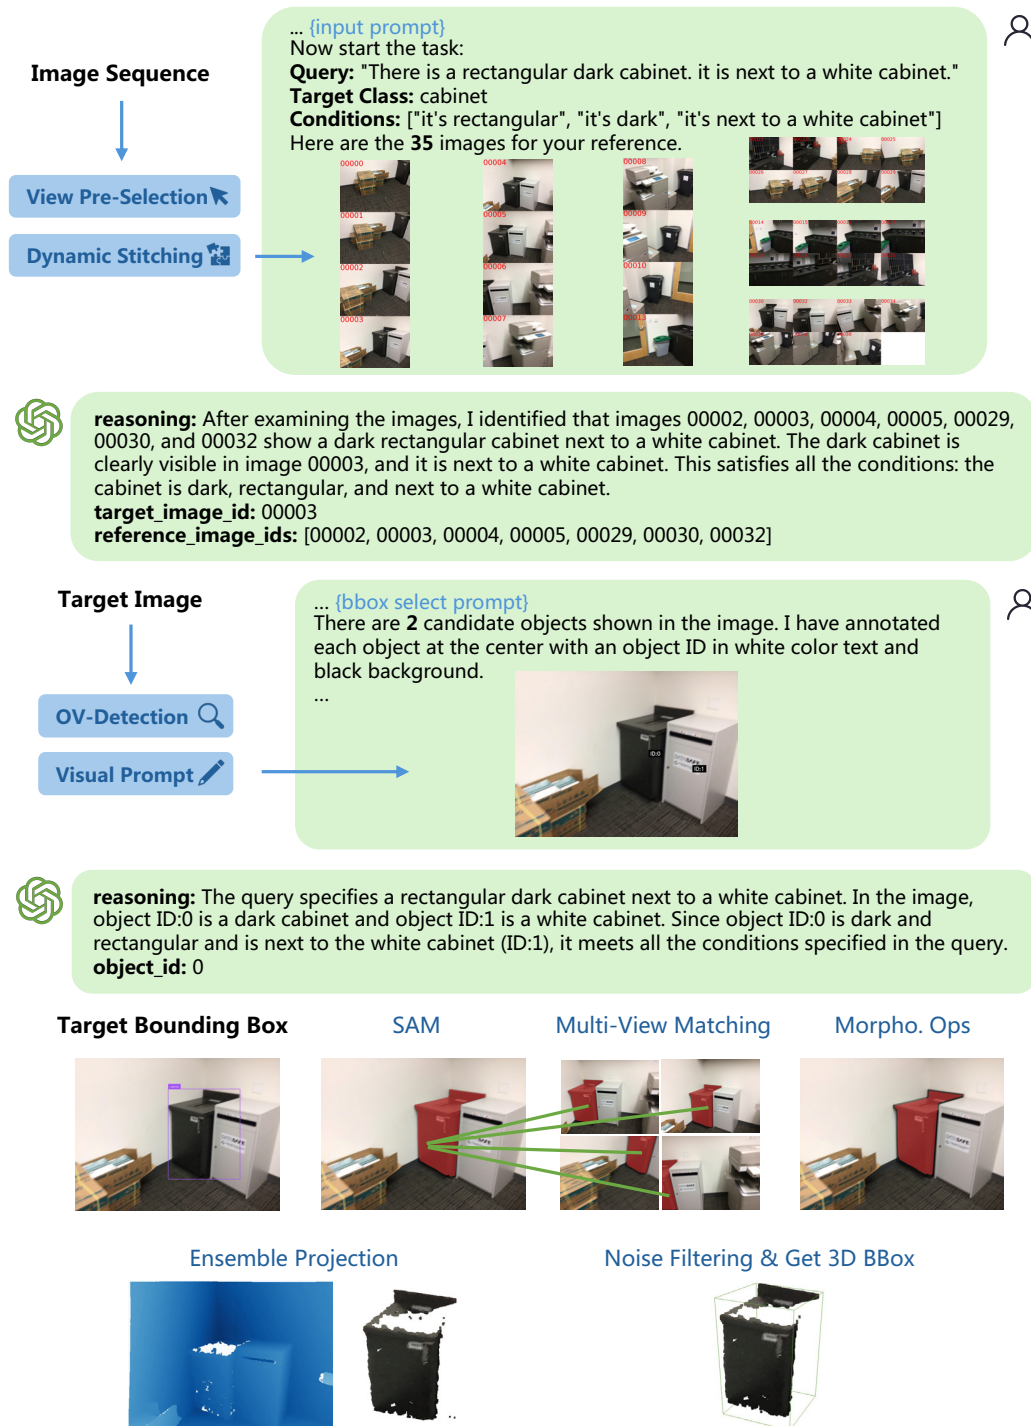 ... {input prompt}
Now start the task:
Image Sequence
Query: "There is a rectangular dark cabinet. it is next to a white cabinet."
Target Class: cabinet
Conditions: ["it's rectangular", "it's dark", "it's next to a white cabinet"]
Here are the 35 images for your reference.
View Pre-Selection
Dynamic Stitching
00000
00001
00002
00003
00004
00005
00006
00007
00008
00009
00010
00013
reasoning: After examining the images, I identified that images 00002, 00003, 00004, 00005, 00029,
00030, and 00032 show a dark rectangular cabinet next to a white cabinet. The dark cabinet is
clearly visible in image 00003, and it is next to a white cabinet. This satisfies all the conditions: the
cabinet is dark, rectangular, and next to a white cabinet.
target_image_id: 00003
reference_image_ids: [00002, 00003, 00004, 00005, 00029, 00030, 00032]
Target Image
... {bbox select prompt}
There are 2 candidate objects shown in the image. I have annotated
each object at the center with an object ID in white color text and
black background.
...
OV-Detection
Visual Prompt
ID:0
ID:1
reasoning: The query specifies a rectangular dark cabinet next to a white cabinet. In the image,
object ID:0 is a dark cabinet and object ID:1 is a white cabinet. Since object ID:0 is dark and
rectangular and is next to the white cabinet (ID:1), it meets all the conditions specified in the query.
object_id: 0
Target Bounding Box
SAM
Multi-View Matching
Morpho. Ops
Ensemble Projection
Noise Filtering & Get 3D BBox